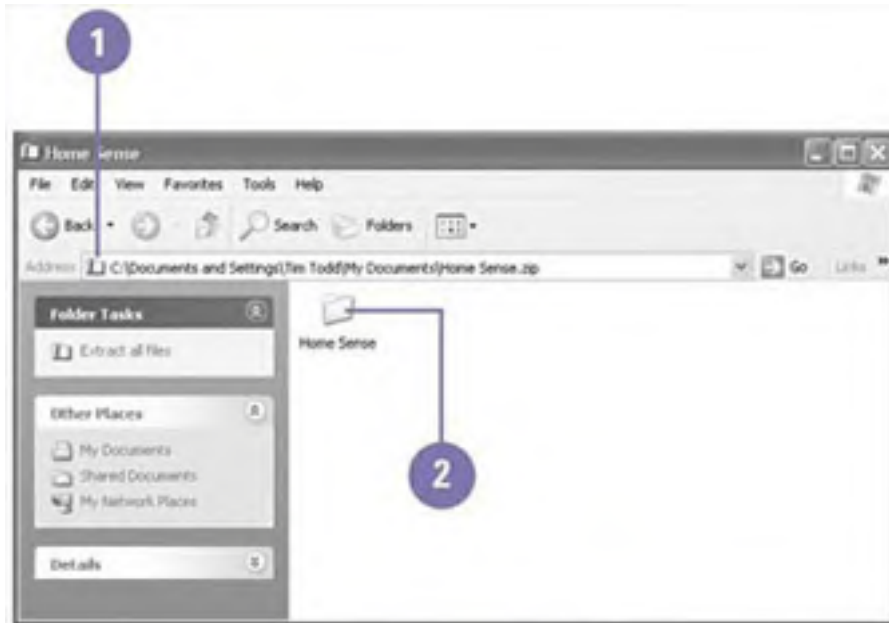 1
Home Sense
File Edit View Favorites Tools Help
Back Search Folders
Address C:\Documents and Settings\Tim Todd\My Documents\Home Sense.zip Go Links »
Folder Tasks
Extract all files
Home Sense
Other Places
My Documents
Shared Documents
My Network Places
2
Details